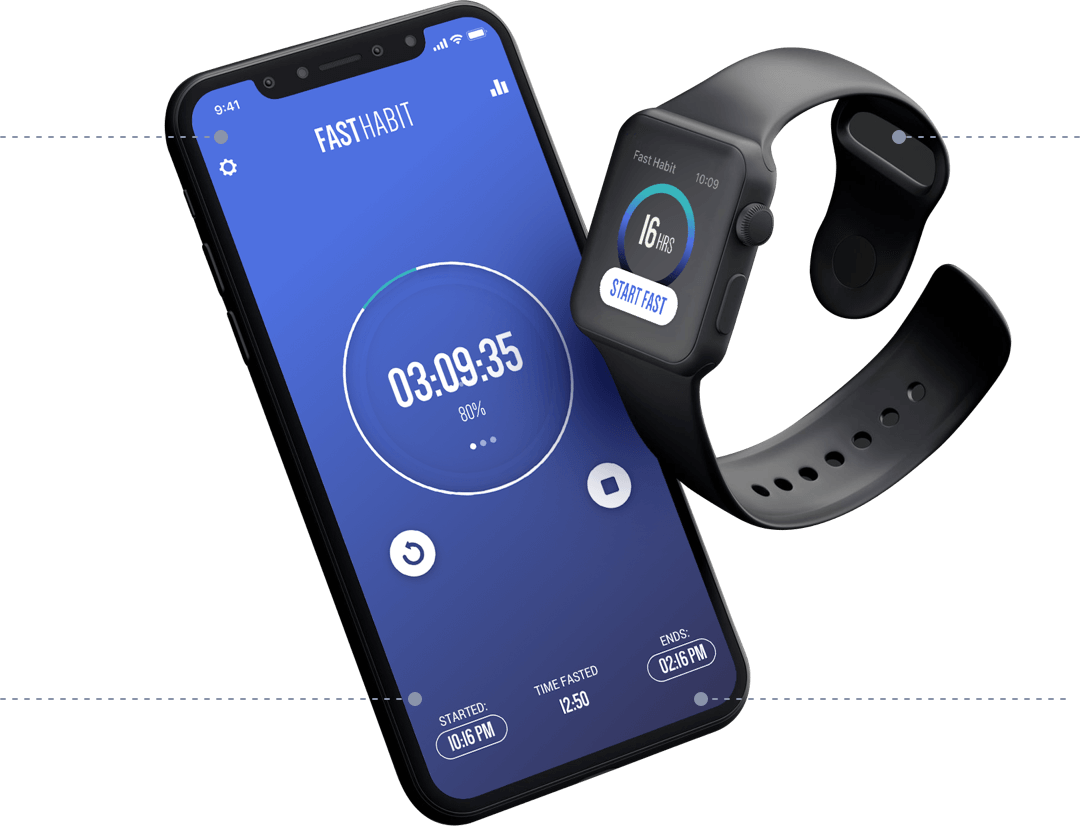 9:41
FASTHABIT
03:09:35
80%
STARTED:
10:16 PM
TIME FASTED
12:50
ENDS:
02:16 PM
Fast Habit
10:09
16 HRS
START FAST